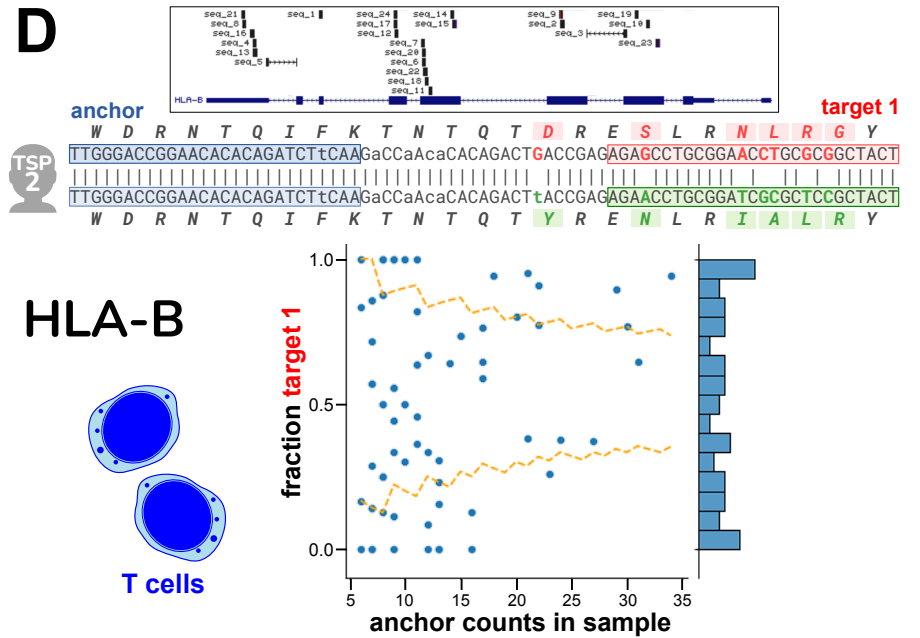 D
seq_21 seq_1 seq_24 seq_14 seq_9 seq_19
seq_8 seq_17 seq_15 seq_2 seq_10
seq_16 seq_12 seq_3
seq_4 seq_7 seq_23
seq_13 seq_20
seq_5 seq_6
seq_22
seq_18
seq_11
HLA-B
anchor target 1
W D R N T Q I F K T N T Q T D R E S L R N L R G Y
TTGGGACCGGAACACACAGATCTtCAAGaCCaAcaCACAGACTGACCGAGAGAGCCTGCGGAACCTGCGCGGCTACT
TSP
2
TTGGGACCGGAACACACAGATCTtCAAGaCCaAcaCACAGACTtACCGAGAGAACCTGCGGATCGCGCTCCGCTACT
W D R N T Q I F K T N T Q T Y R E N L R I A L R Y
HLA-B
T cells
fraction target 1
1.0
0.5
0.0
5 10 15 20 25 30 35
anchor counts in sample